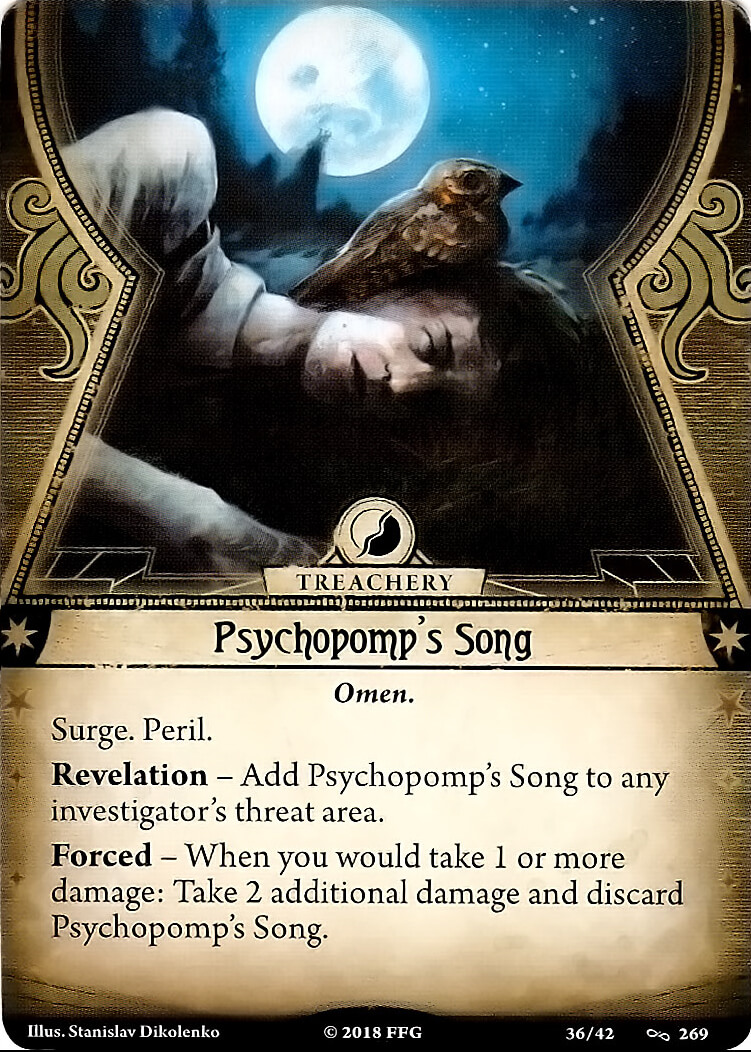 TREACHERY
Psychopomp's Song
Omen.
Surge. Peril.
Revelation – Add Psychopomp's Song to any
investigator's threat area.
Forced – When you would take 1 or more
damage: Take 2 additional damage and discard
Psychopomp's Song.
Illus. Stanislav Dikolenko © 2018 FFG 36/42 269